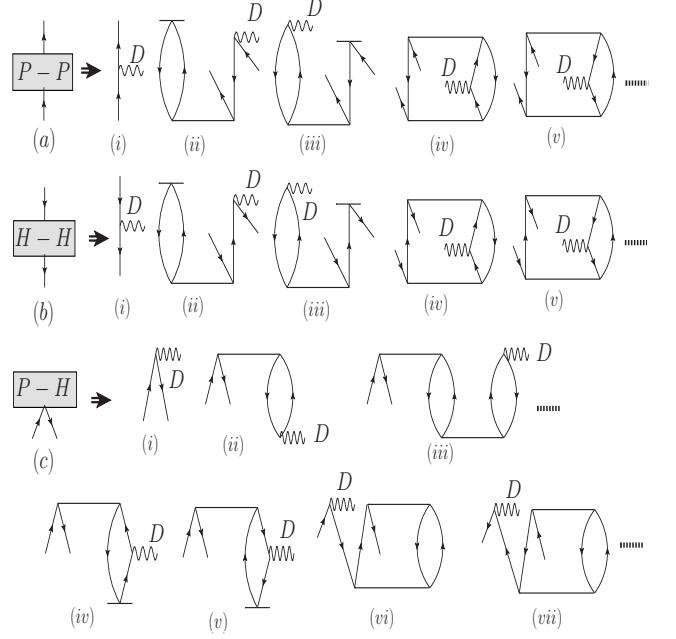 D D D D D
P – P
(a) (i) (ii) (iii) (iv) (v)
D D D D D
H – H
(b) (i) (ii) (iii) (iv) (v)
P – H D D
D
(c) (i) (ii) (iii)
D D D D
(iv) (v) (vi) (vii)